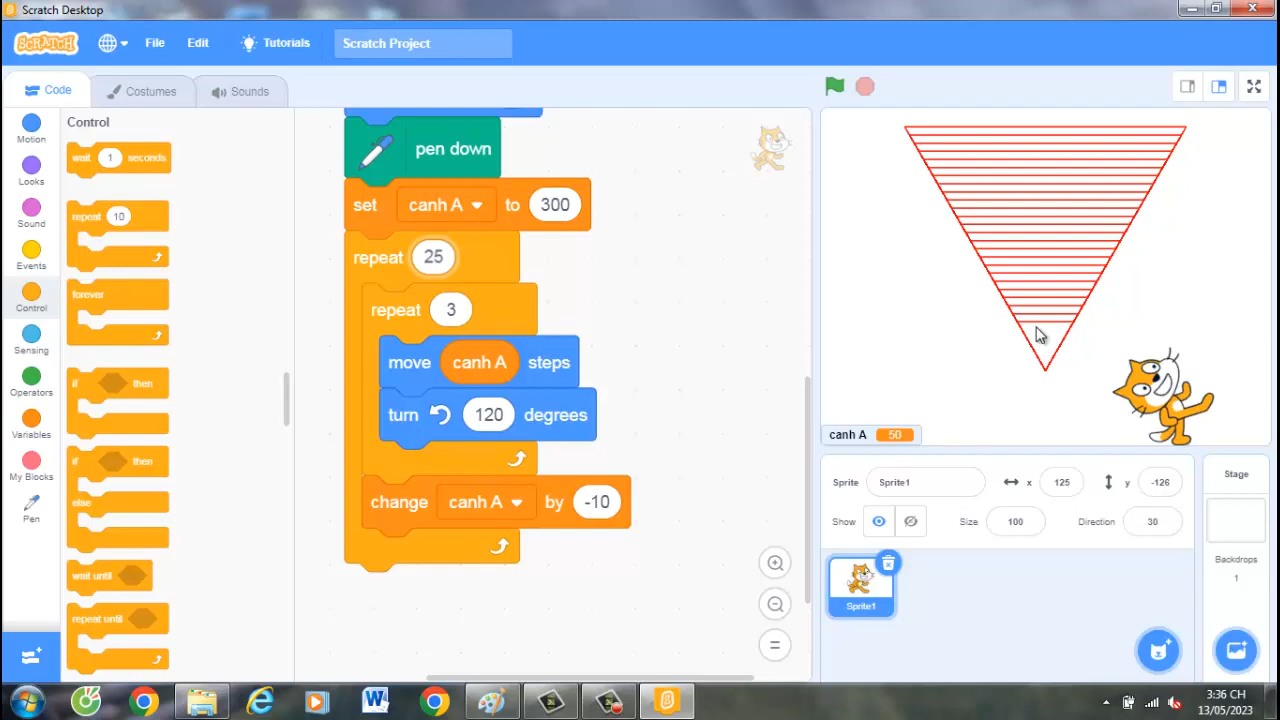 Scratch Desktop
SCRATCH
File
Edit
Tutorials
Scratch Project
Code
Costumes
Sounds
Motion
Looks
Sound
Events
Control
Sensing
Operators
Variables
My Blocks
Pen
Control
wait 1 seconds
repeat 10
forever
if then
if then
else
wait until
repeat until
pen down
set canh A to 300
repeat 25
repeat 3
move canh A steps
turn 120 degrees
change canh A by -10
canh A 50
Sprite Sprite1 x 125 y -126
Show Size 100 Direction 30
Sprite1
Stage
Backdrops
1
3:36 CH
13/05/2023